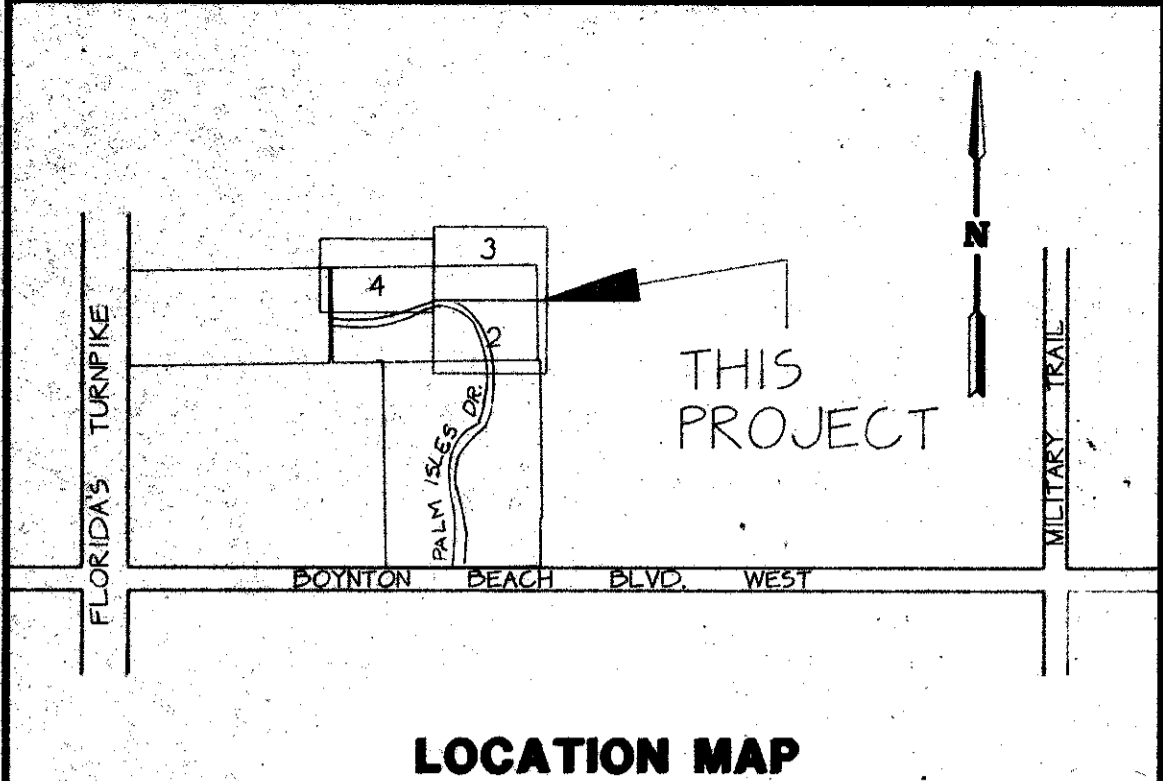 N
3
4
2
THIS
PROJECT
FLORIDA'S TURNPIKE
PALM ISLES DR.
MILITARY TRAIL
BOYNTON BEACH BLVD. WEST
LOCATION MAP